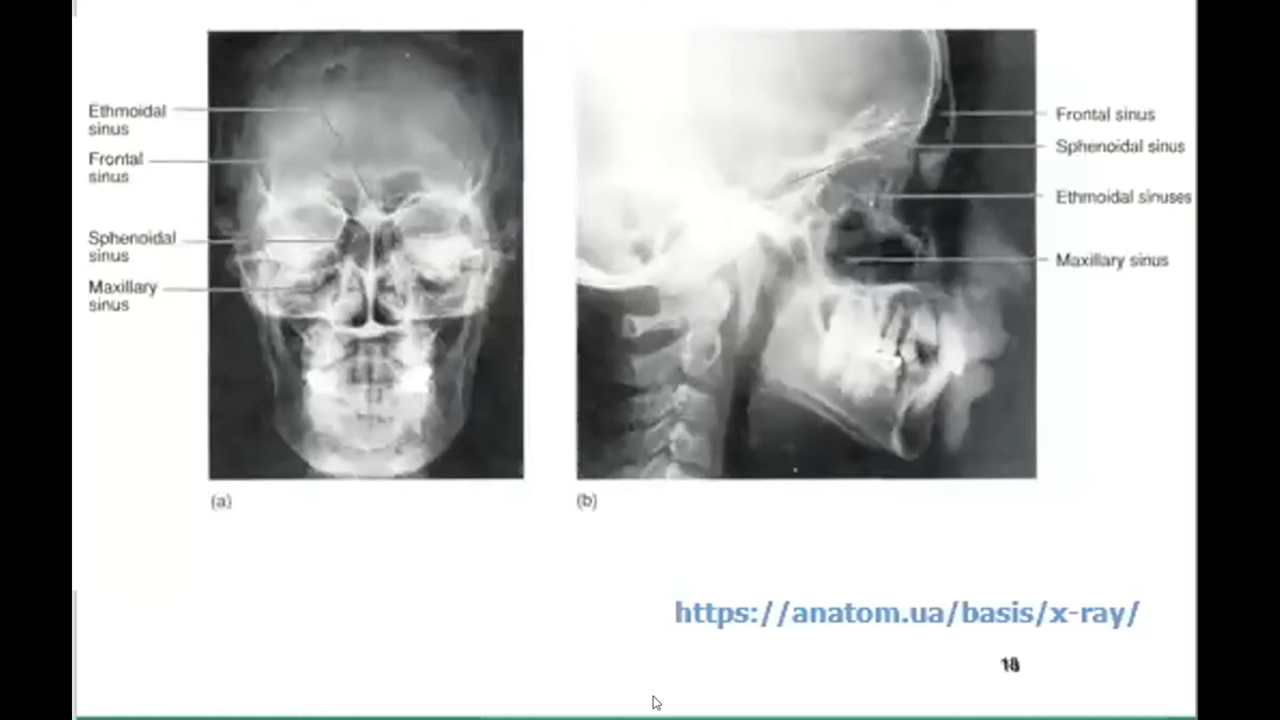 Ethmoidal
sinus
Frontal
sinus
Sphenoidal
sinus
Maxillary
sinus
Frontal sinus
Sphenoidal sinus
Ethmoidal sinuses
Maxillary sinus
(a)
(b)
https://anatom.ua/basis/x-ray/